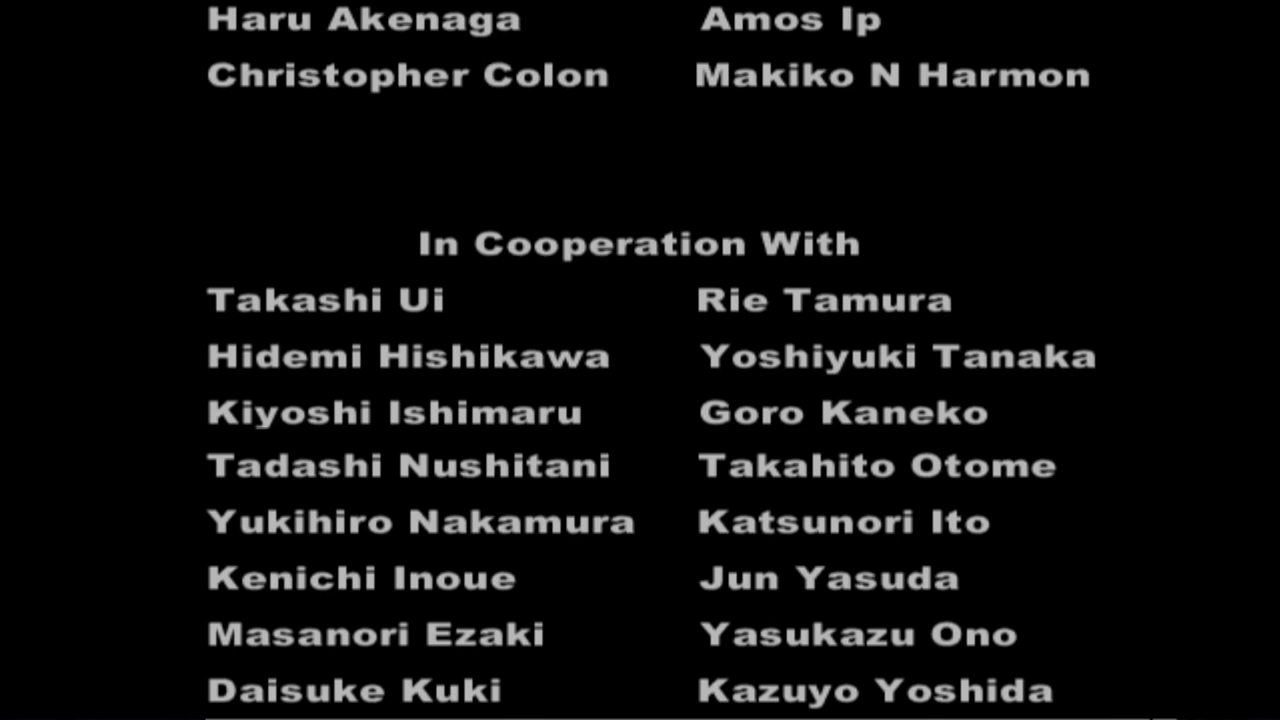 Haru Akenaga Amos Ip
Christopher Colon Makiko N Harmon
In Cooperation With
Takashi Ui Rie Tamura
Hidemi Hishikawa Yoshiyuki Tanaka
Kiyoshi Ishimaru Goro Kaneko
Tadashi Nushitani Takahito Otome
Yukihiro Nakamura Katsunori Ito
Kenichi Inoue Jun Yasuda
Masanori Ezaki Yasukazu Ono
Daisuke Kuki Kazuyo Yoshida